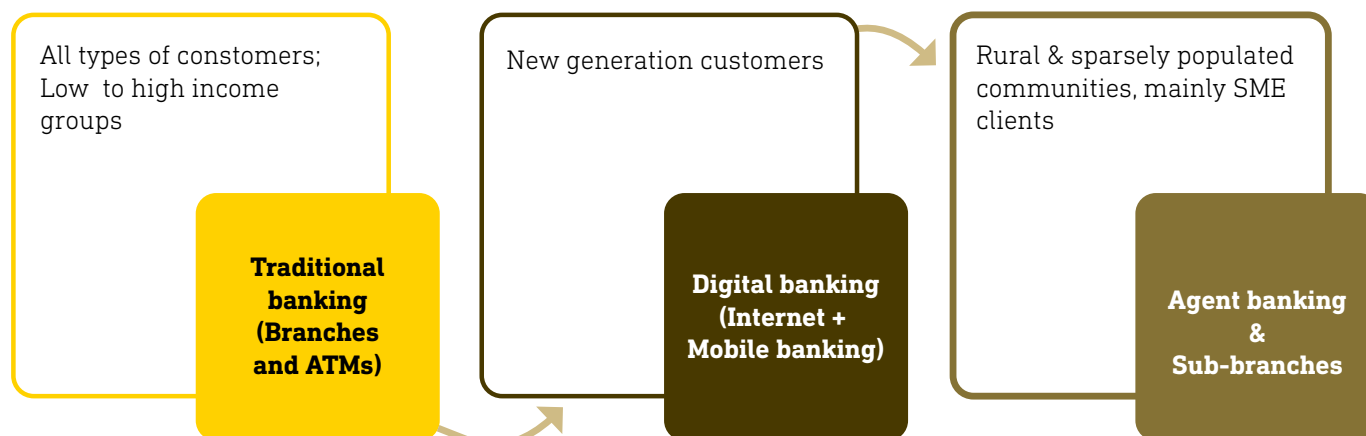 All types of constomers;
Low to high income
groups
Traditional
banking
(Branches
and ATMs)
New generation customers
Digital banking
(Internet +
Mobile banking)
Rural & sparsely populated
communities, mainly SME
clients
Agent banking
&
Sub-branches